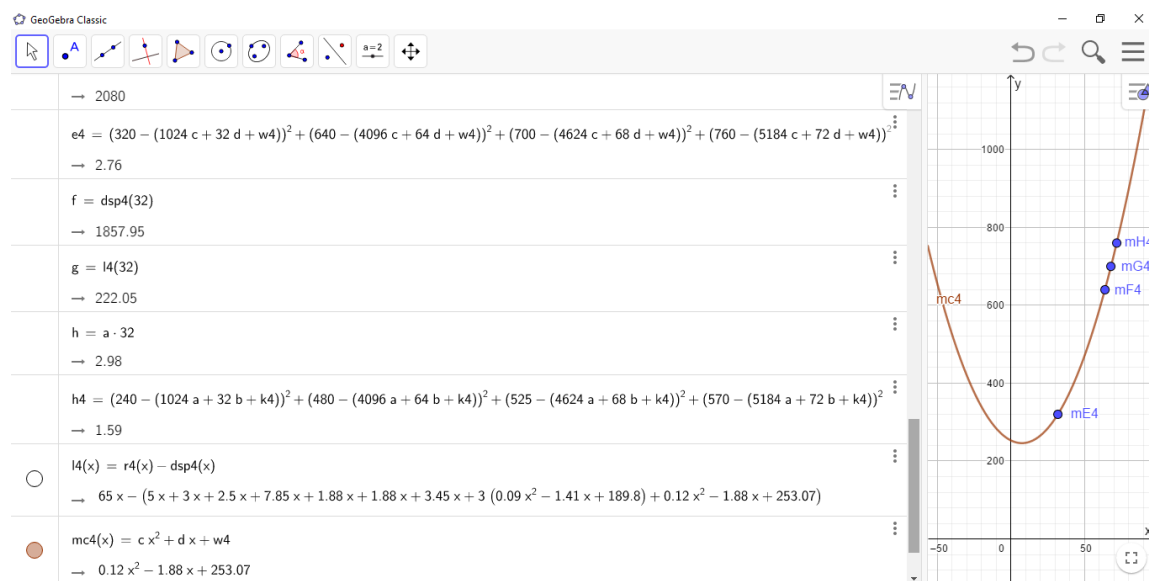 GeoGebra Classic
A
a=2
→ 2080
e4 = (320 − (1024 c + 32 d + w4))² + (640 − (4096 c + 64 d + w4))² + (700 − (4624 c + 68 d + w4))² + (760 − (5184 c + 72 d + w4))²
→ 2.76
f = dsp4(32)
→ 1857.95
g = l4(32)
→ 222.05
h = a · 32
→ 2.98
h4 = (240 − (1024 a + 32 b + k4))² + (480 − (4096 a + 64 b + k4))² + (525 − (4624 a + 68 b + k4))² + (570 − (5184 a + 72 b + k4))²
→ 1.59
l4(x) = r4(x) − dsp4(x)
→ 65 x − (5 x + 3 x + 2.5 x + 7.85 x + 1.88 x + 1.88 x + 3.45 x + 3 (0.09 x² − 1.41 x + 189.8) + 0.12 x² − 1.88 x + 253.07)
mc4(x) = c x² + d x + w4
→ 0.12 x² − 1.88 x + 253.07
y
1000
800
mH4
mG4
mF4
mc4
600
400
mE4
200
x
−50
0
50